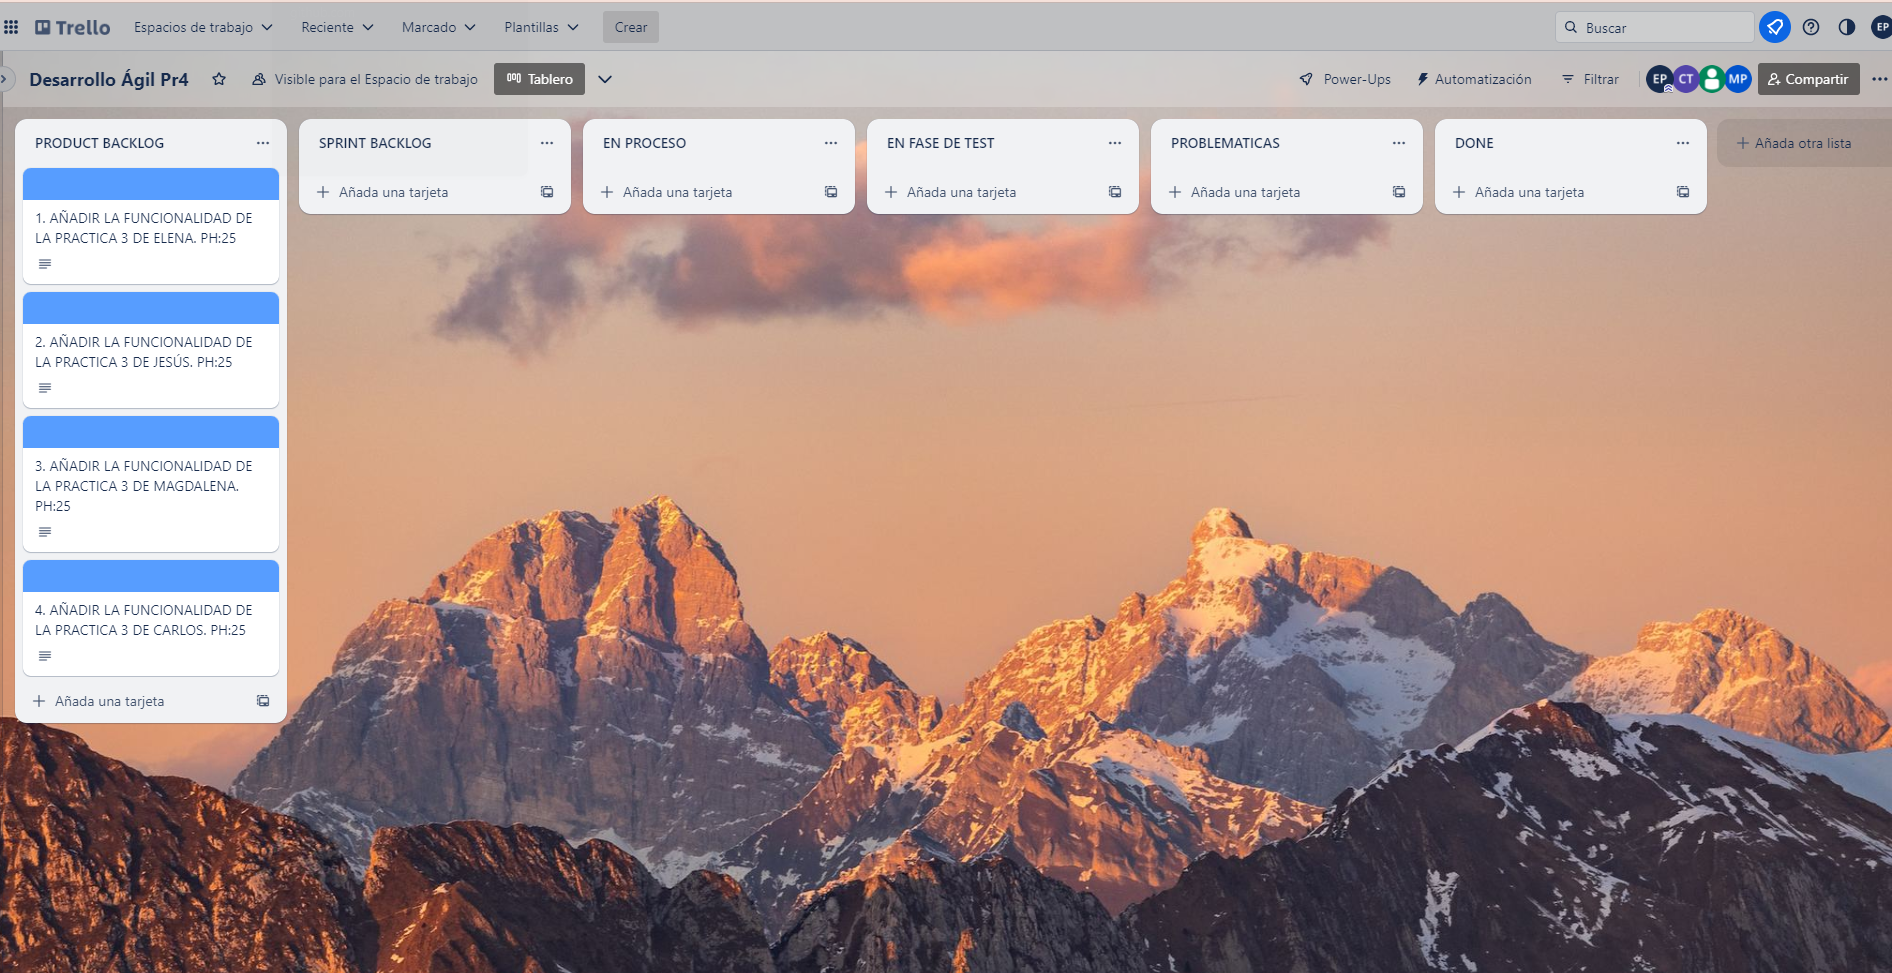 Trello
Espacios de trabajo
Reciente
Marcado
Plantillas
Crear
Buscar
EP
Desarrollo Ágil Pr4
Visible para el Espacio de trabajo
Tablero
Power-Ups
Automatización
Filtrar
EP
CT
MP
Compartir
PRODUCT BACKLOG
1. AÑADIR LA FUNCIONALIDAD DE
LA PRACTICA 3 DE ELENA. PH:25
2. AÑADIR LA FUNCIONALIDAD DE
LA PRACTICA 3 DE JESÚS. PH:25
3. AÑADIR LA FUNCIONALIDAD DE
LA PRACTICA 3 DE MAGDALENA.
PH:25
4. AÑADIR LA FUNCIONALIDAD DE
LA PRACTICA 3 DE CARLOS. PH:25
+ Añada una tarjeta
SPRINT BACKLOG
+ Añada una tarjeta
EN PROCESO
+ Añada una tarjeta
EN FASE DE TEST
+ Añada una tarjeta
PROBLEMATICAS
+ Añada una tarjeta
DONE
+ Añada una tarjeta
+ Añada otra lista